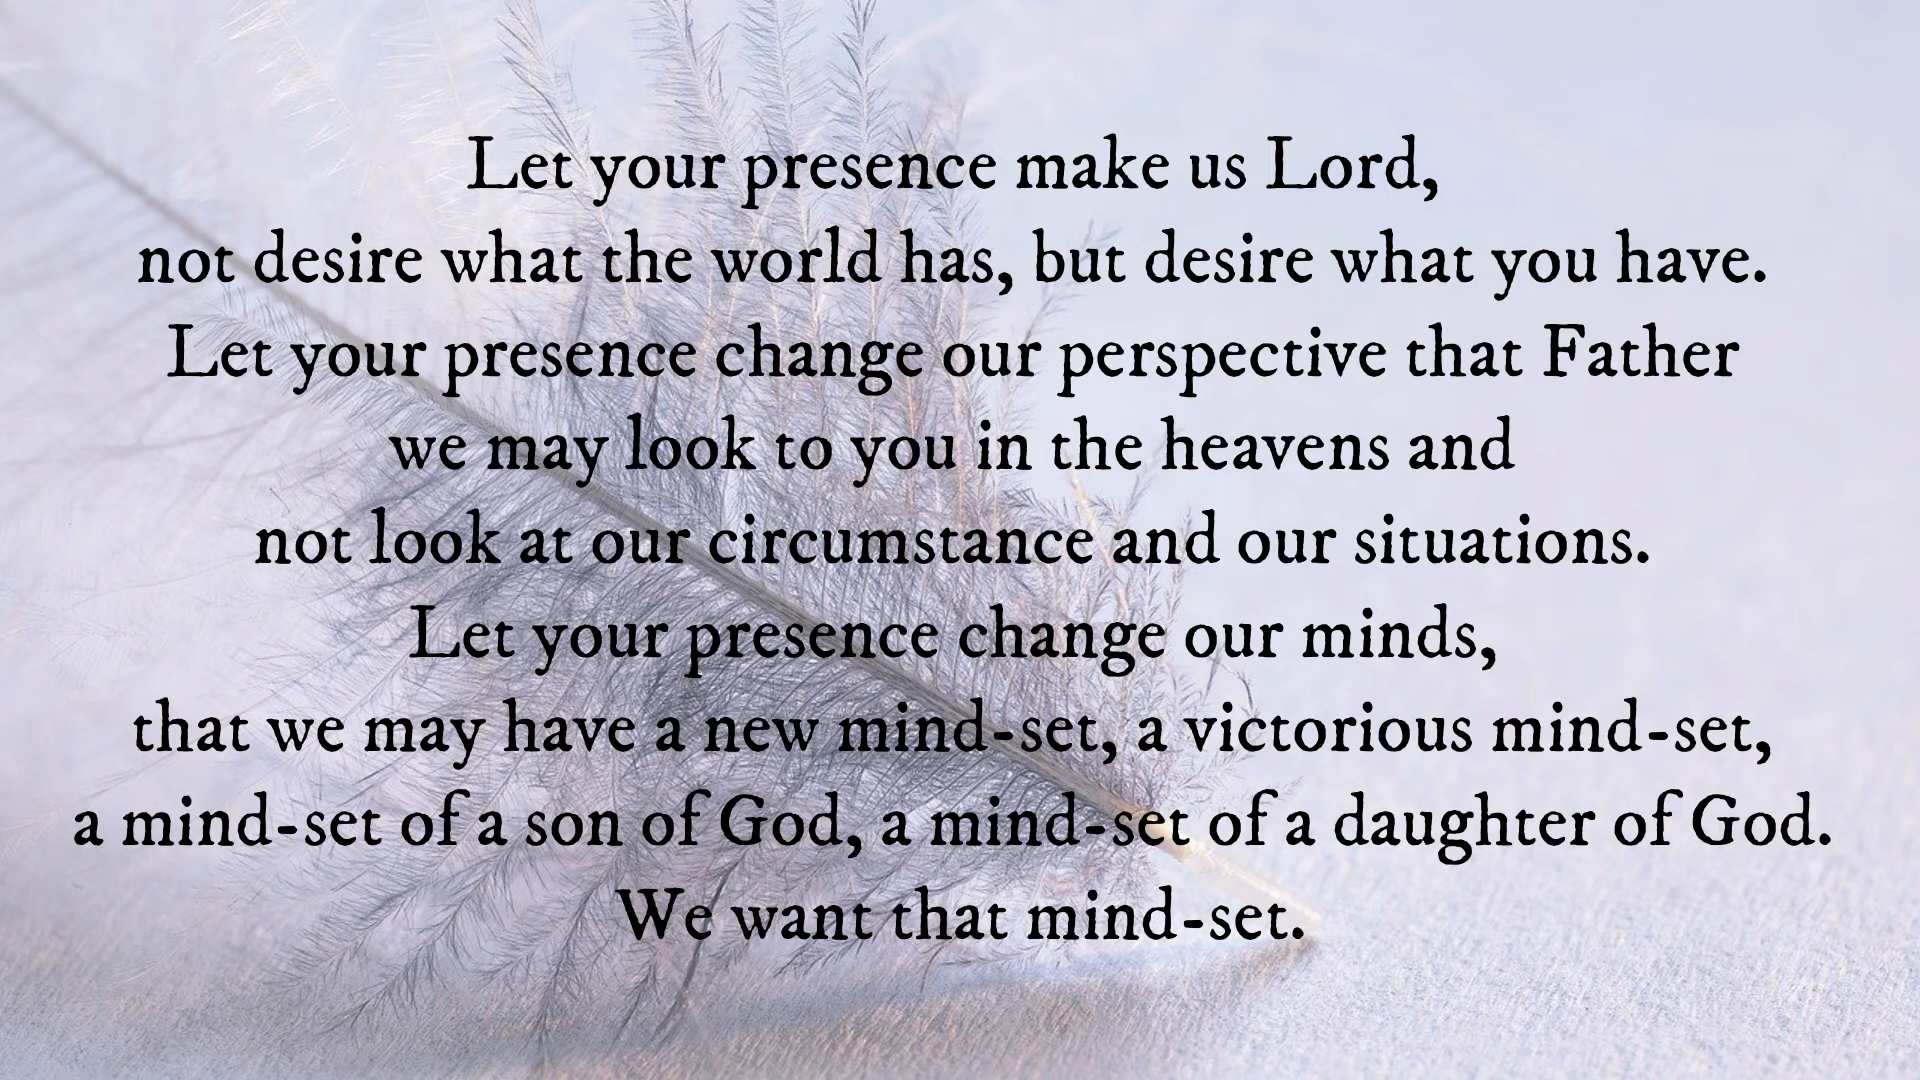 Let your presence make us Lord,
not desire what the world has, but desire what you have.
Let your presence change our perspective that Father
we may look to you in the heavens and
not look at our circumstance and our situations.
Let your presence change our minds,
that we may have a new mind-set, a victorious mind-set,
a mind-set of a son of God, a mind-set of a daughter of God.
We want that mind-set.